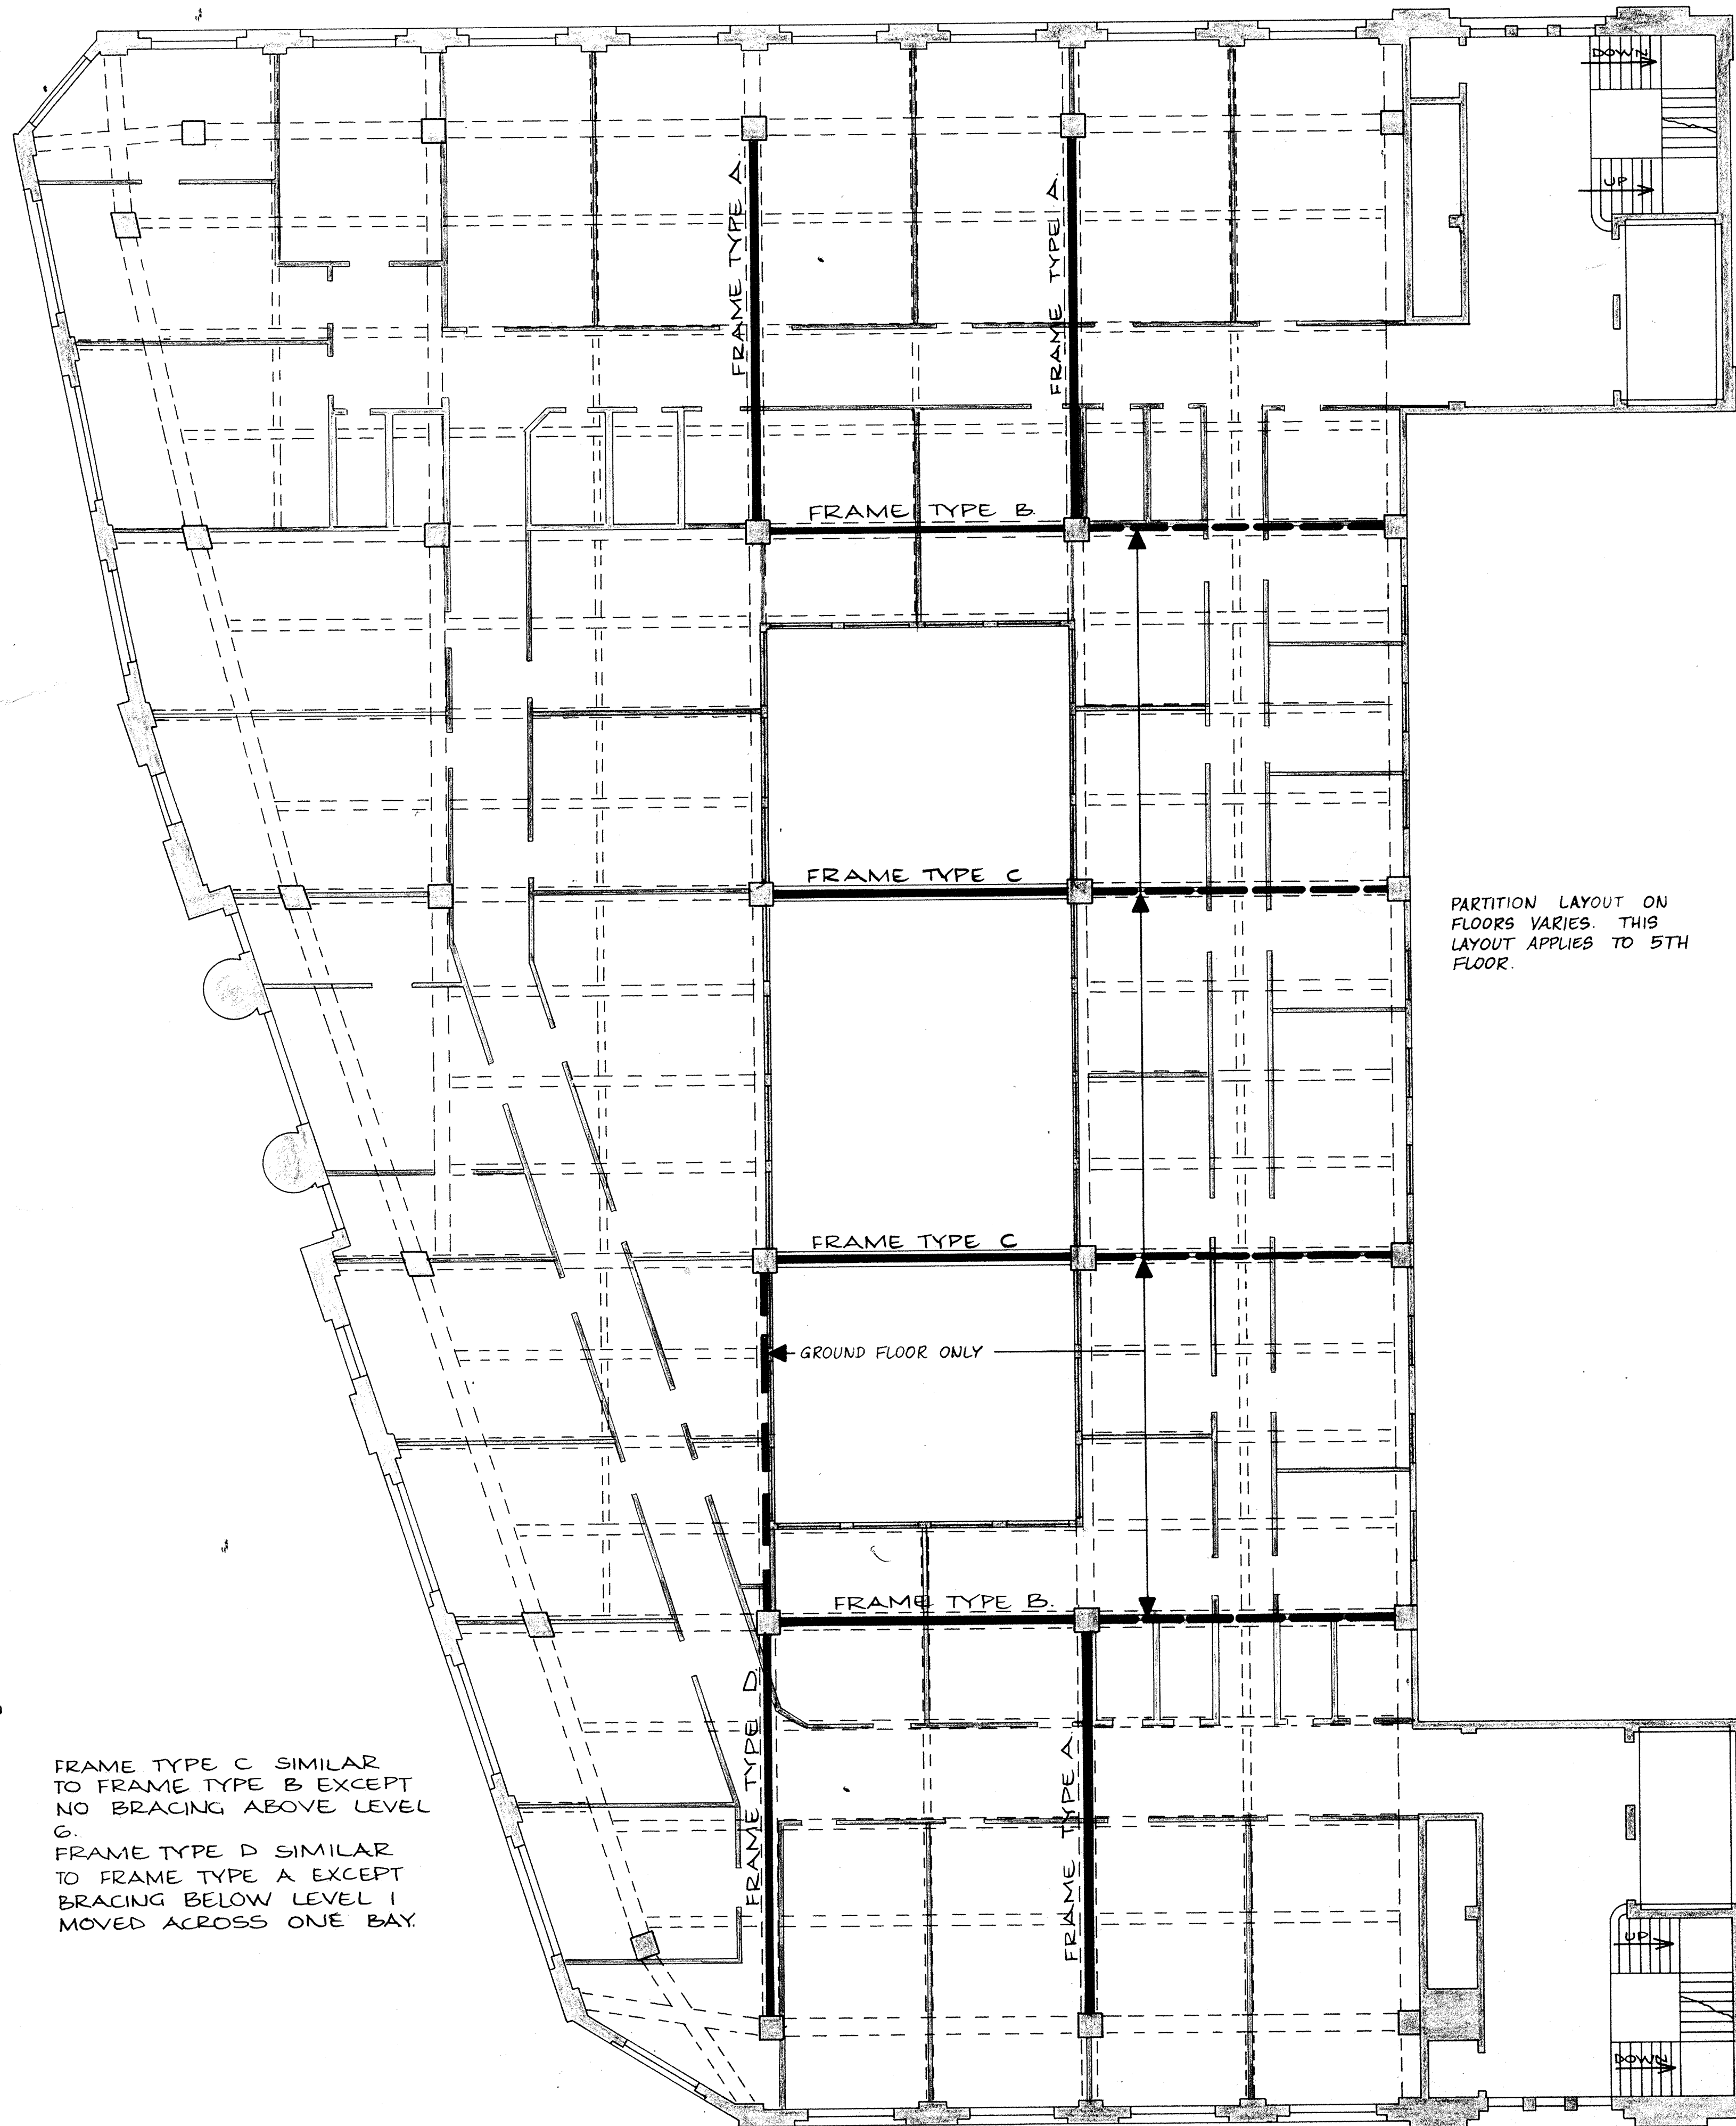 DOWN
UP
FRAME TYPE A.
FRAME TYPE A.
FRAME TYPE B.
FRAME TYPE C
PARTITION LAYOUT ON
FLOORS VARIES. THIS
LAYOUT APPLIES TO 5TH
FLOOR.
FRAME TYPE C
GROUND FLOOR ONLY
FRAME TYPE B.
FRAME TYPE D.
FRAME TYPE A.
FRAME TYPE C SIMILAR
TO FRAME TYPE B EXCEPT
NO BRACING ABOVE LEVEL
6.
FRAME TYPE D SIMILAR
TO FRAME TYPE A EXCEPT
BRACING BELOW LEVEL 1
MOVED ACROSS ONE BAY.
UP
DOWN